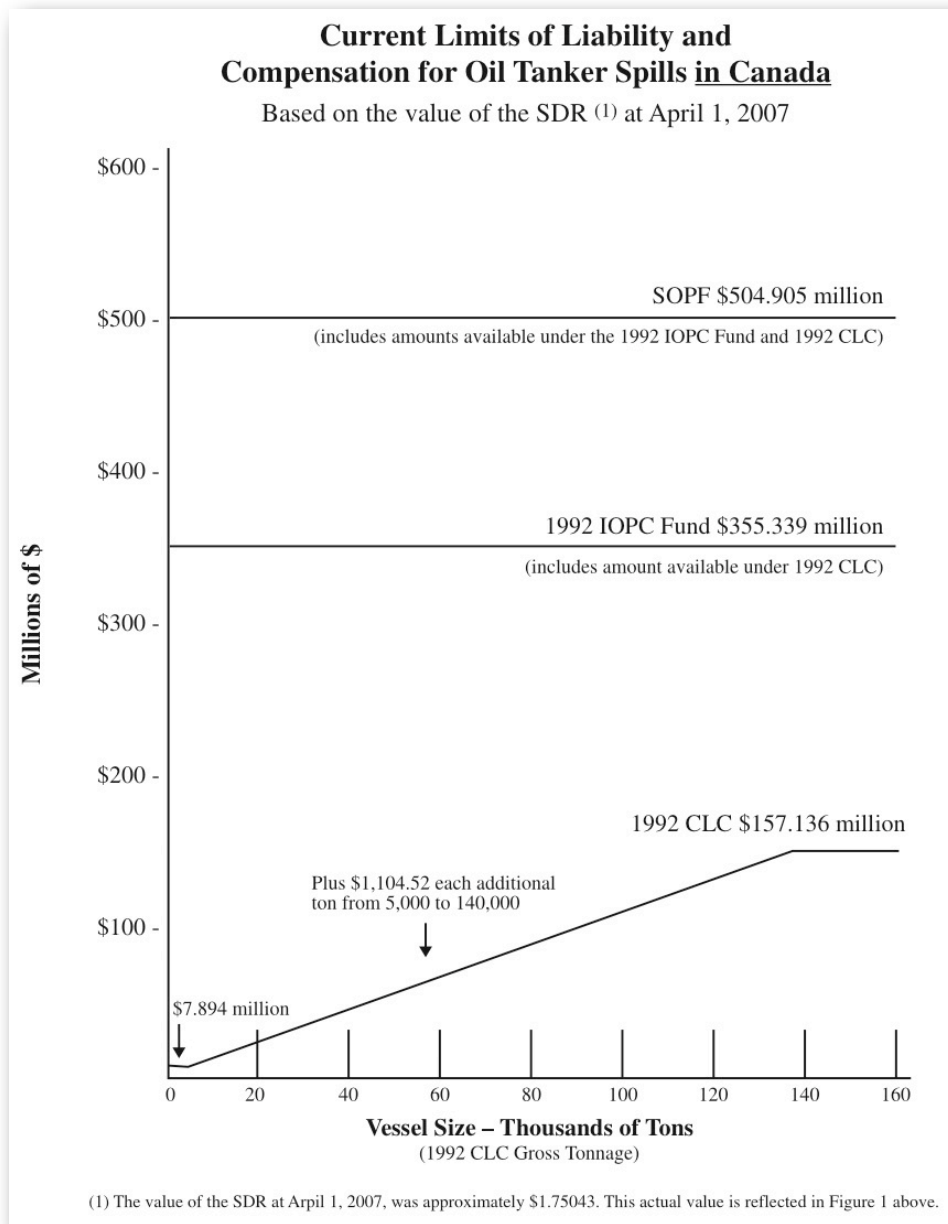 Current Limits of Liability and
Compensation for Oil Tanker Spills in Canada
Based on the value of the SDR (1) at April 1, 2007
$600 -
SOPF $504.905 million
$500 -
(includes amounts available under the 1992 IOPC Fund and 1992 CLC)
$400 -
1992 IOPC Fund $355.339 million
(includes amount available under 1992 CLC)
Millions of $
$300 -
$200 -
1992 CLC $157.136 million
Plus $1,104.52 each additional
ton from 5,000 to 140,000
$100 -
$7.894 million
0 20 40 60 80 100 120 140 160
Vessel Size – Thousands of Tons
(1992 CLC Gross Tonnage)
(1) The value of the SDR at Arpil 1, 2007, was approximately $1.75043. This actual value is reflected in Figure 1 above.